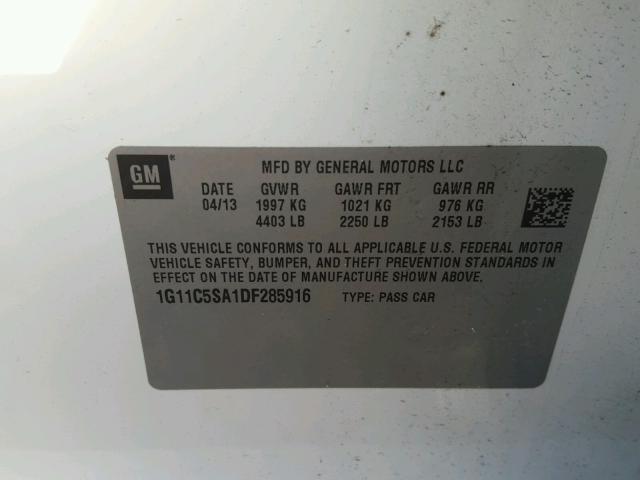 GM
MFD BY GENERAL MOTORS LLC
DATE GVWR GAWR FRT GAWR RR
04/13 1997 KG 1021 KG 976 KG
4403 LB 2250 LB 2153 LB
THIS VEHICLE CONFORMS TO ALL APPLICABLE U.S. FEDERAL MOTOR
VEHICLE SAFETY, BUMPER, AND THEFT PREVENTION STANDARDS IN
EFFECT ON THE DATE OF MANUFACTURE SHOWN ABOVE.
1G11C5SA1DF285916 TYPE: PASS CAR